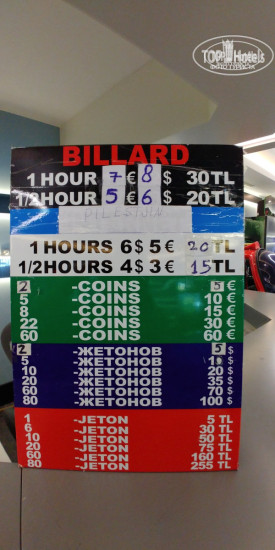 TOP Hotels
BILLARD
1 HOUR 7 € 8 $ 30 TL
1/2 HOUR 5 € 6 $ 20 TL
1 HOURS 6 $ 5 € 20 TL
1/2 HOURS 4 $ 3 € 15 TL
2 -COINS 5 €
5 -COINS 10 €
8 -COINS 15 €
22 -COINS 30 €
60 -COINS 60 €
2 -ЖЕТОНОВ 5 $
5 -ЖЕТОНОВ 10 $
10 -ЖЕТОНОВ 20 $
20 -ЖЕТОНОВ 35 $
60 -ЖЕТОНОВ 70 $
80 -ЖЕТОНОВ 100 $
1 -JETON 5 TL
6 -JETON 30 TL
10 -JETON 50 TL
20 -JETON 75 TL
60 -JETON 160 TL
80 -JETON 255 TL